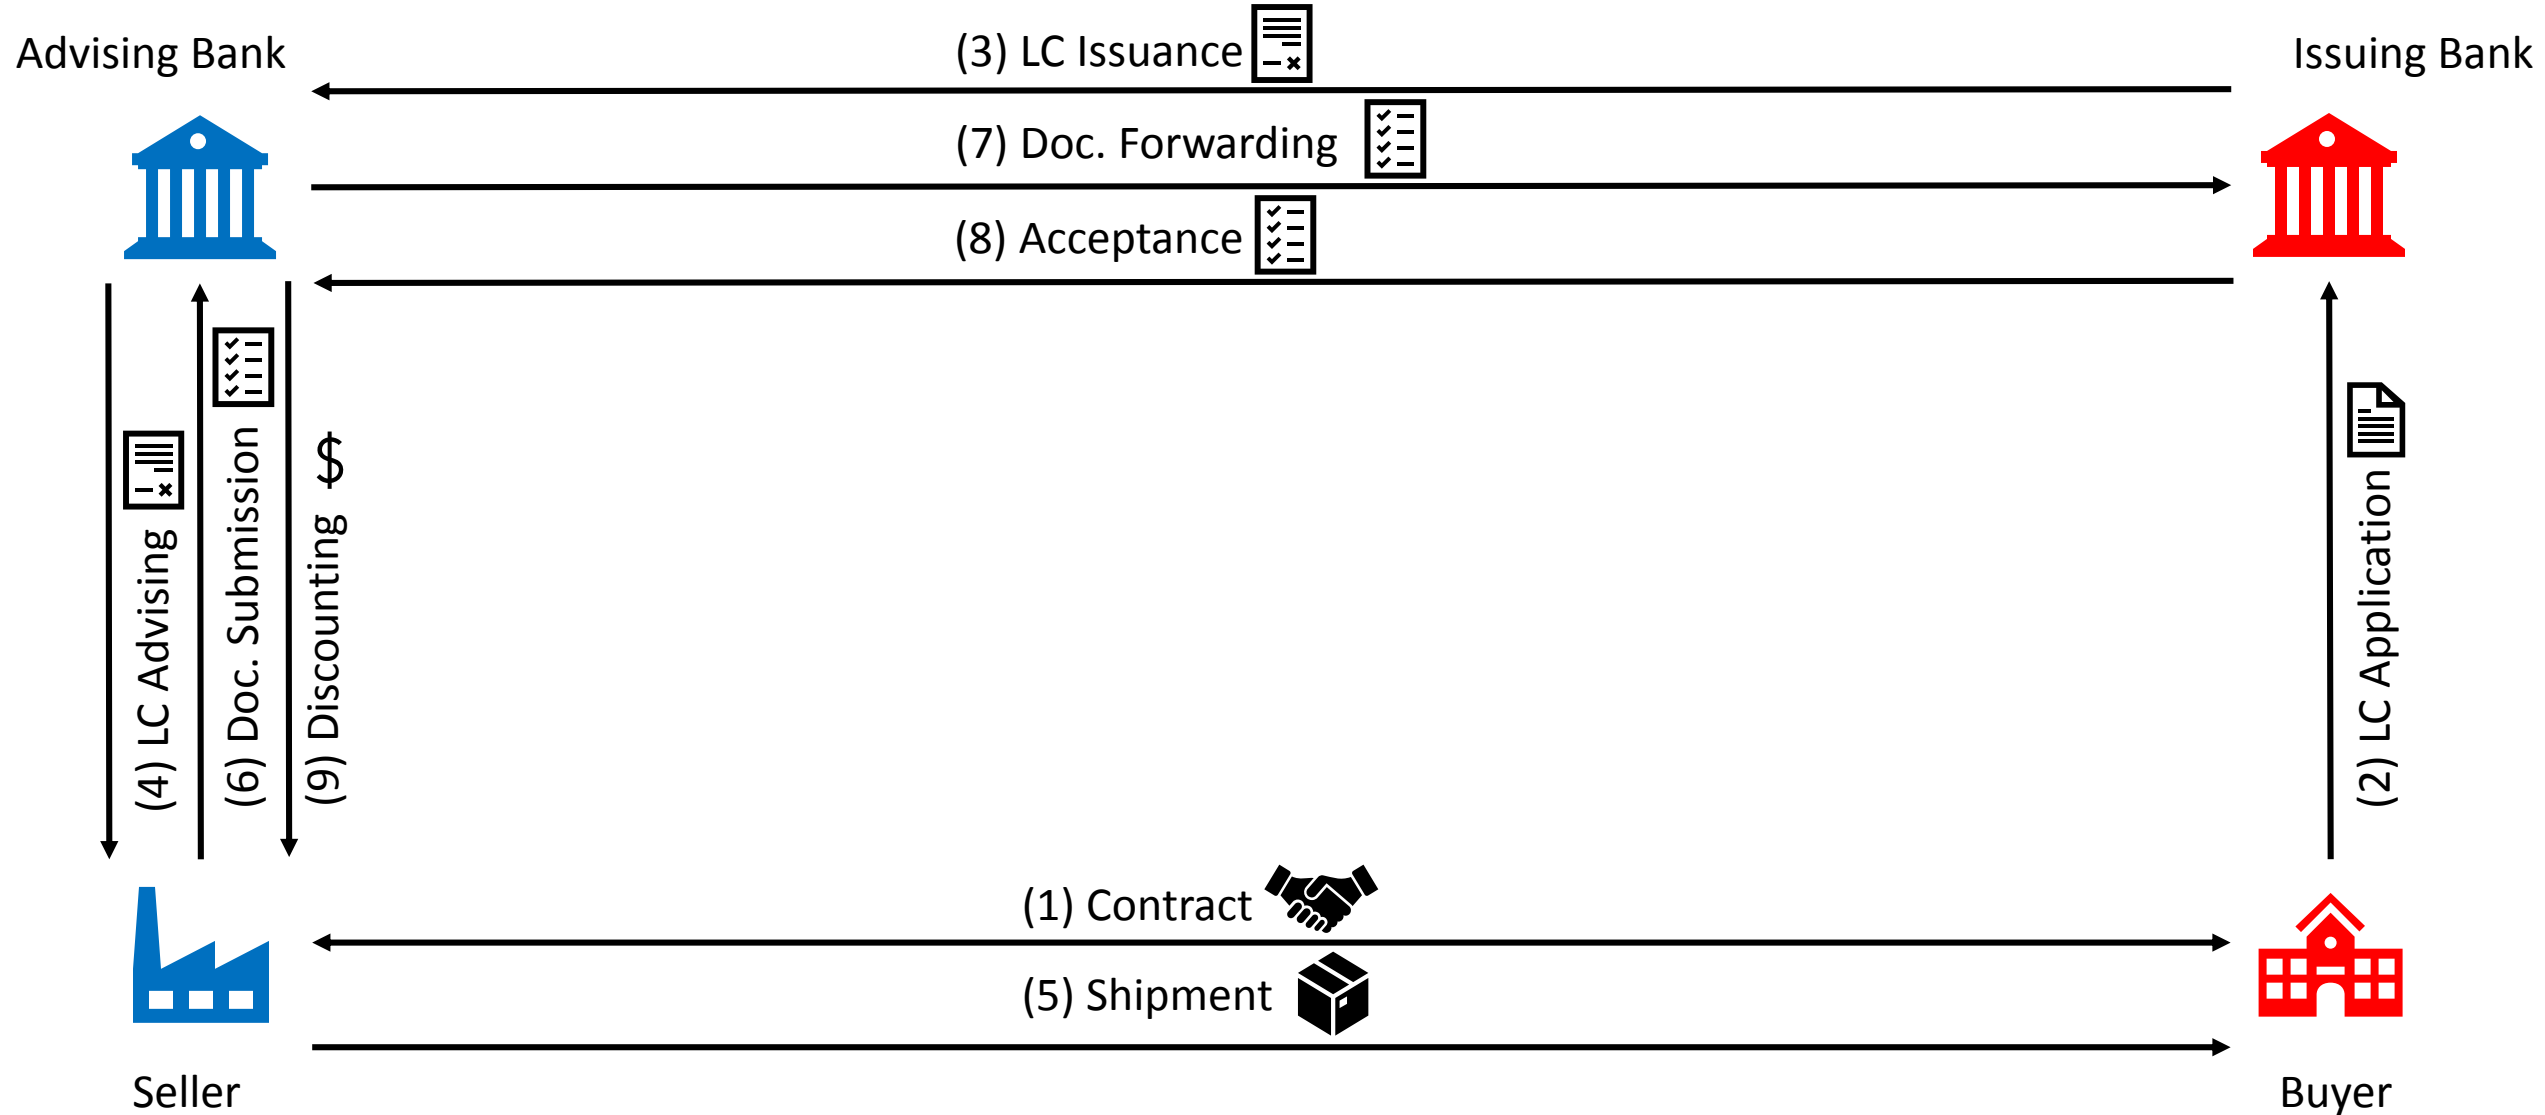 Advising Bank
(3) LC Issuance
Issuing Bank
(7) Doc. Forwarding
(8) Acceptance
(4) LC Advising
(6) Doc. Submission
(9) Discounting $
(2) LC Application
(1) Contract
(5) Shipment
Seller
Buyer